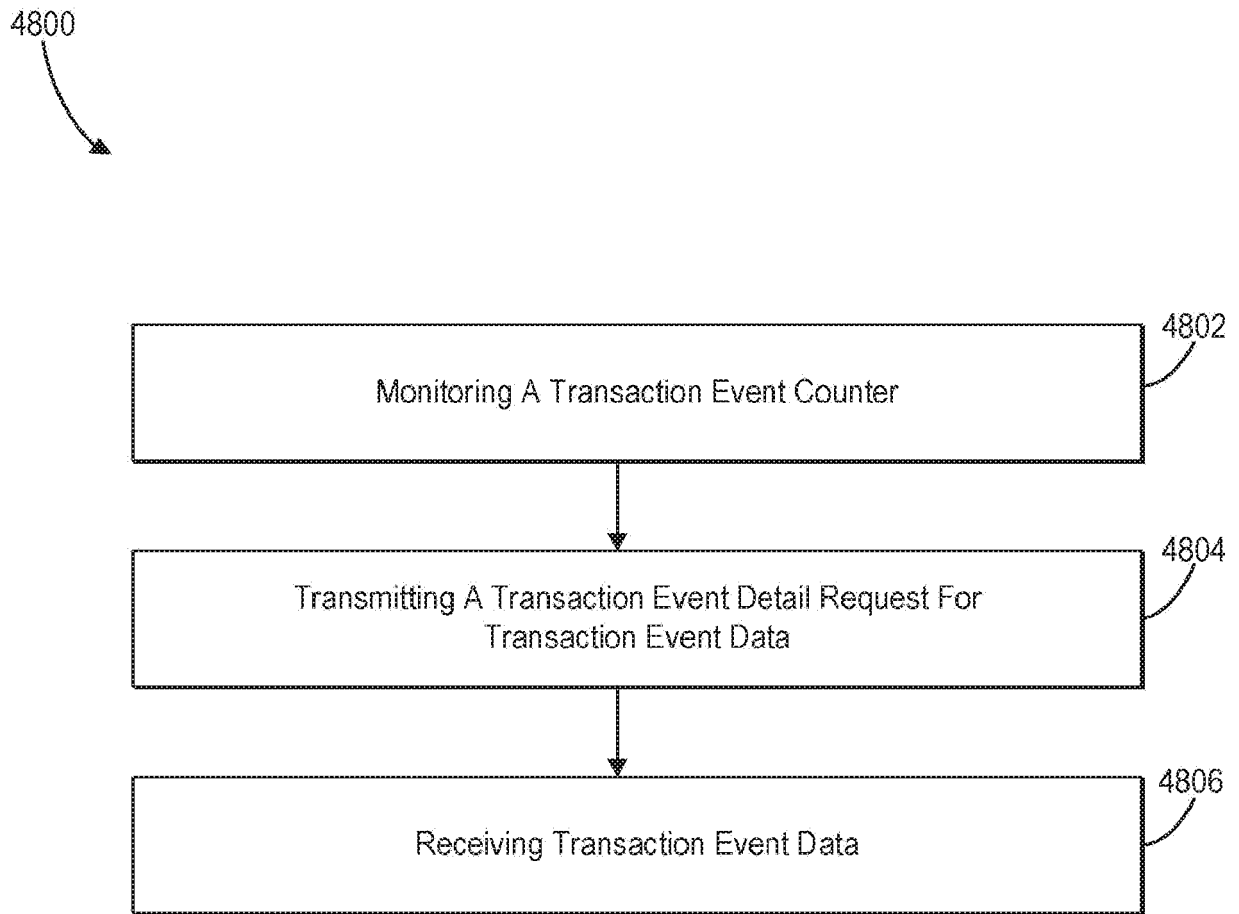 4800
4802
Monitoring A Transaction Event Counter
4804
Transmitting A Transaction Event Detail Request For
Transaction Event Data
4806
Receiving Transaction Event Data